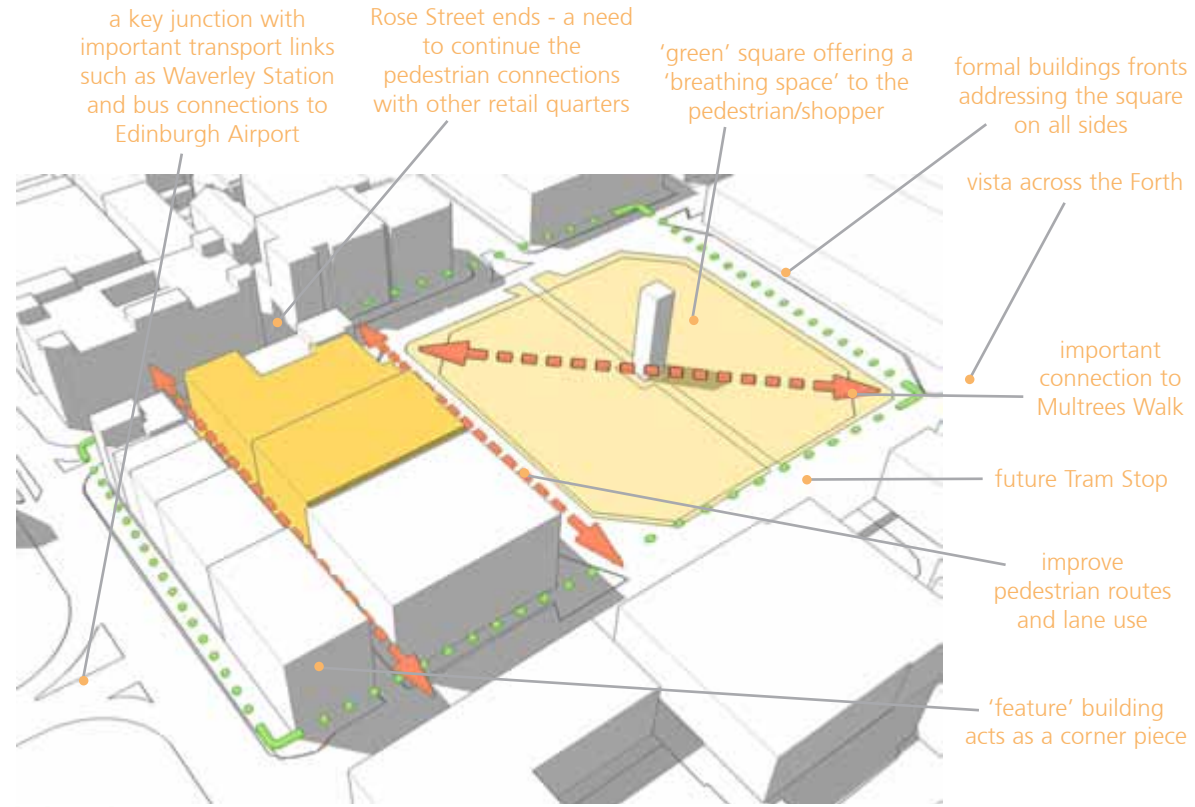 a key junction with
important transport links
such as Waverley Station
and bus connections to
Edinburgh Airport
Rose Street ends - a need
to continue the
pedestrian connections
with other retail quarters
‘green’ square offering a
‘breathing space’ to the
pedestrian/shopper
formal buildings fronts
addressing the square
on all sides
vista across the Forth
important
connection to
Multrees Walk
future Tram Stop
improve
pedestrian routes
and lane use
‘feature’ building
acts as a corner piece